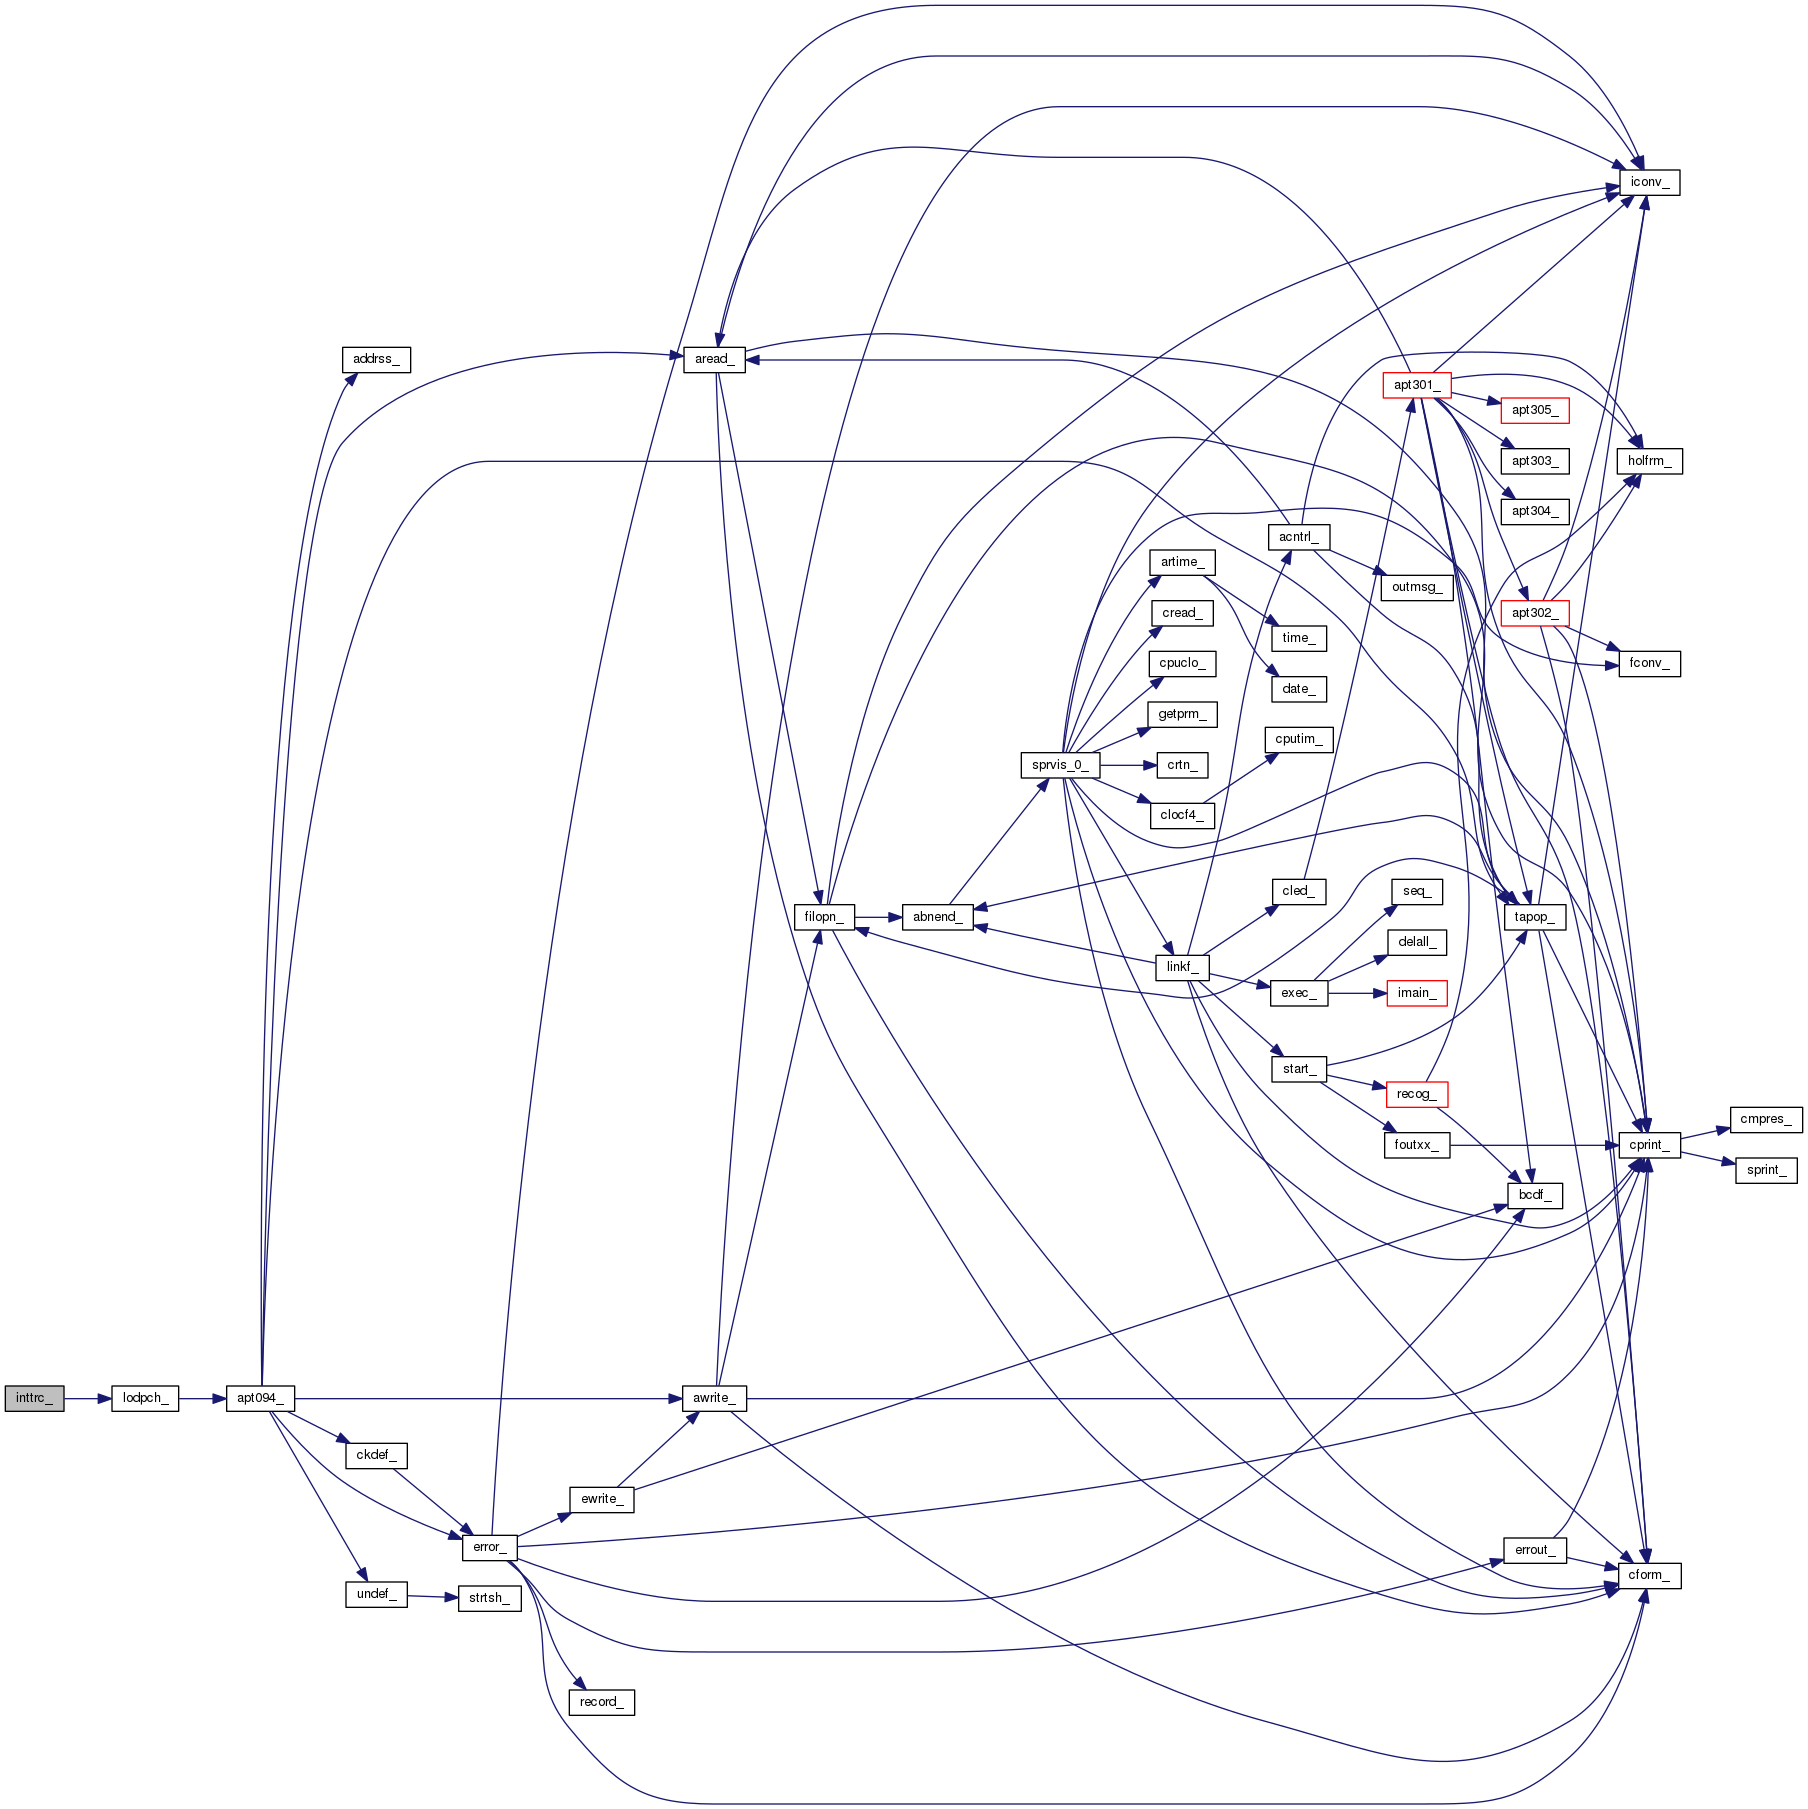 iconv_
aread_
addrss_
apt301_
apt305_
apt303_
holfrm_
apt304_
acntrl_
artime_
outmsg_
cread_
apt302_
time_
cpuclo_
fconv_
date_
getprm_
cputim_
sprvis_0_
crtn_
clocf4_
cled_
seq_
filopn_
abnend_
tapop_
delall_
linkf_
exec_
imain_
start_
recog_
cmpres_
foutxx_
cprint_
sprint_
bcdf_
inttrc_
lodpch_
apt094_
awrite_
ckdef_
ewrite_
error_
errout_
cform_
undef_
strtsh_
record_